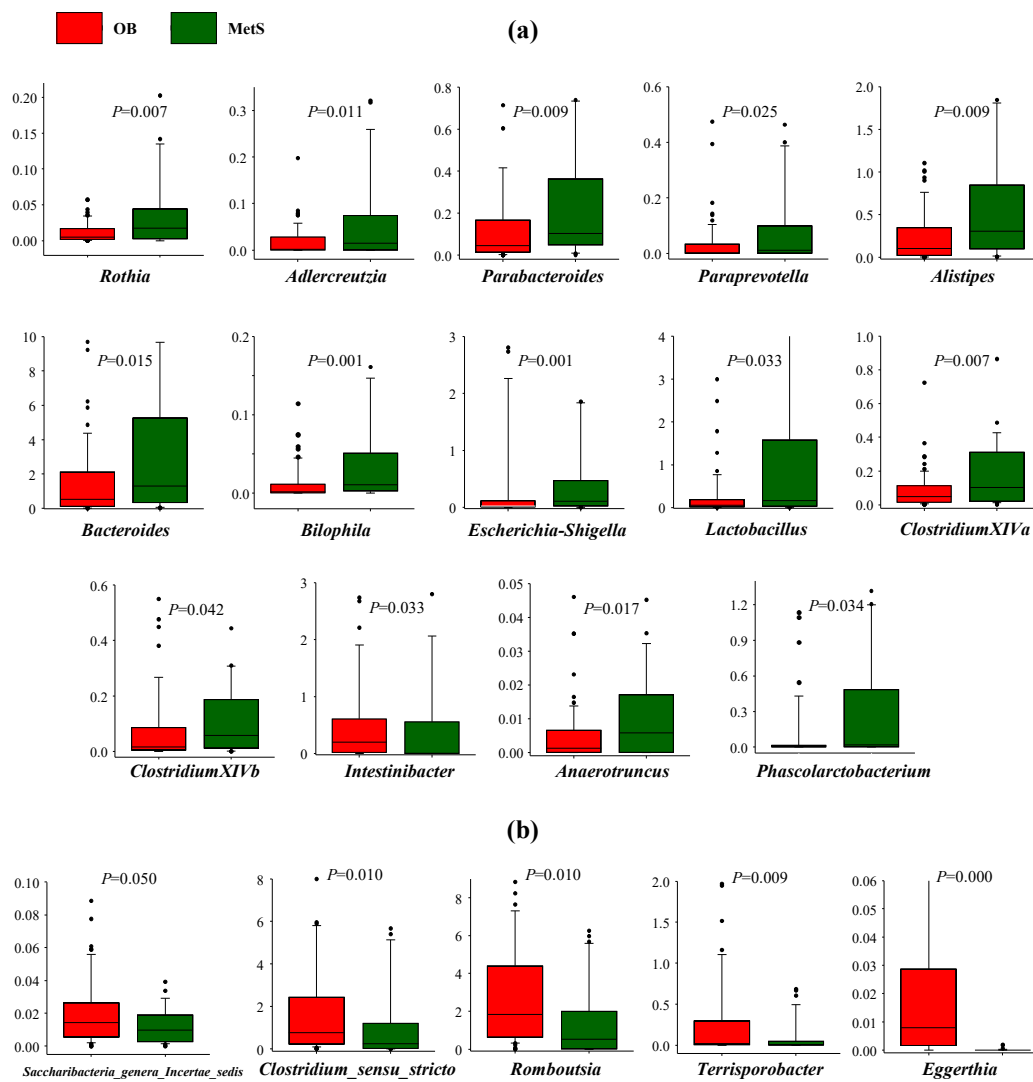 OB MetS (a)
P=0.007 P=0.011 P=0.009 P=0.025 P=0.009
0.20 0.15 0.10 0.05 0.00
0.3 0.2 0.1 0.0
0.8 0.6 0.4 0.2 0.0
0.6 0.4 0.2 0.0
2.0 1.5 1.0 0.5 0.0
Rothia Adlercreutzia Parabacteroides Paraprevotella Alistipes
P=0.015 P=0.001 P=0.001 P=0.033 P=0.007
10 8 6 4 2 0
0.2 0.1 0.0
3 2 1 0
4 3 2 1 0
1.0 0.8 0.6 0.4 0.2 0.0
Bacteroides Bilophila Escherichia-Shigella Lactobacillus ClostridiumXIVa
P=0.042 P=0.033 P=0.017 P=0.034
0.6 0.4 0.2 0.0
3 2 1 0
0.05 0.04 0.03 0.02 0.01 0.00
1.2 0.9 0.6 0.3 0.0
ClostridiumXIVb Intestinibacter Anaerotruncus Phascolarctobacterium
(b)
P=0.050 P=0.010 P=0.010 P=0.009 P=0.000
0.10 0.08 0.06 0.04 0.02 0.00
8 6 4 2 0
8 6 4 2 0
2.0 1.5 1.0 0.5 0.0
0.06 0.05 0.04 0.03 0.02 0.01 0.00
Saccharibacteria_genera_Incertae_sedis Clostridium_sensu_stricto Romboutsia Terrisporobacter Eggerthia